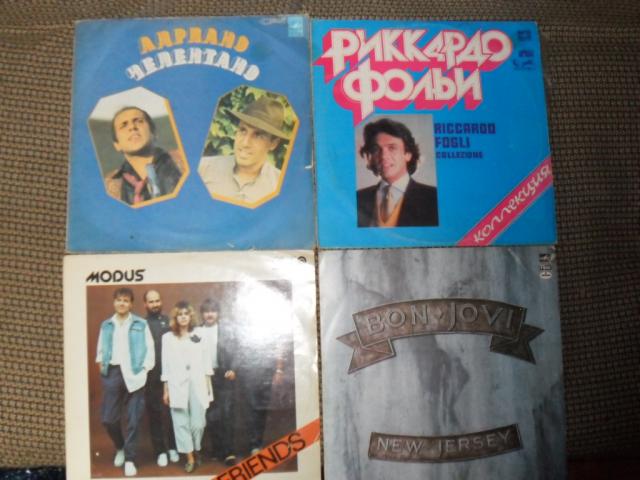 АДРИАНО
ЧЕЛЕНТАНО
РИККАРДО
ФОЛЬИ
RICCARDO
FOGLI
COLLEZIONE
КОЛЛЕКЦИЯ
MODUS
FRIENDS
BON JOVI
NEW JERSEY